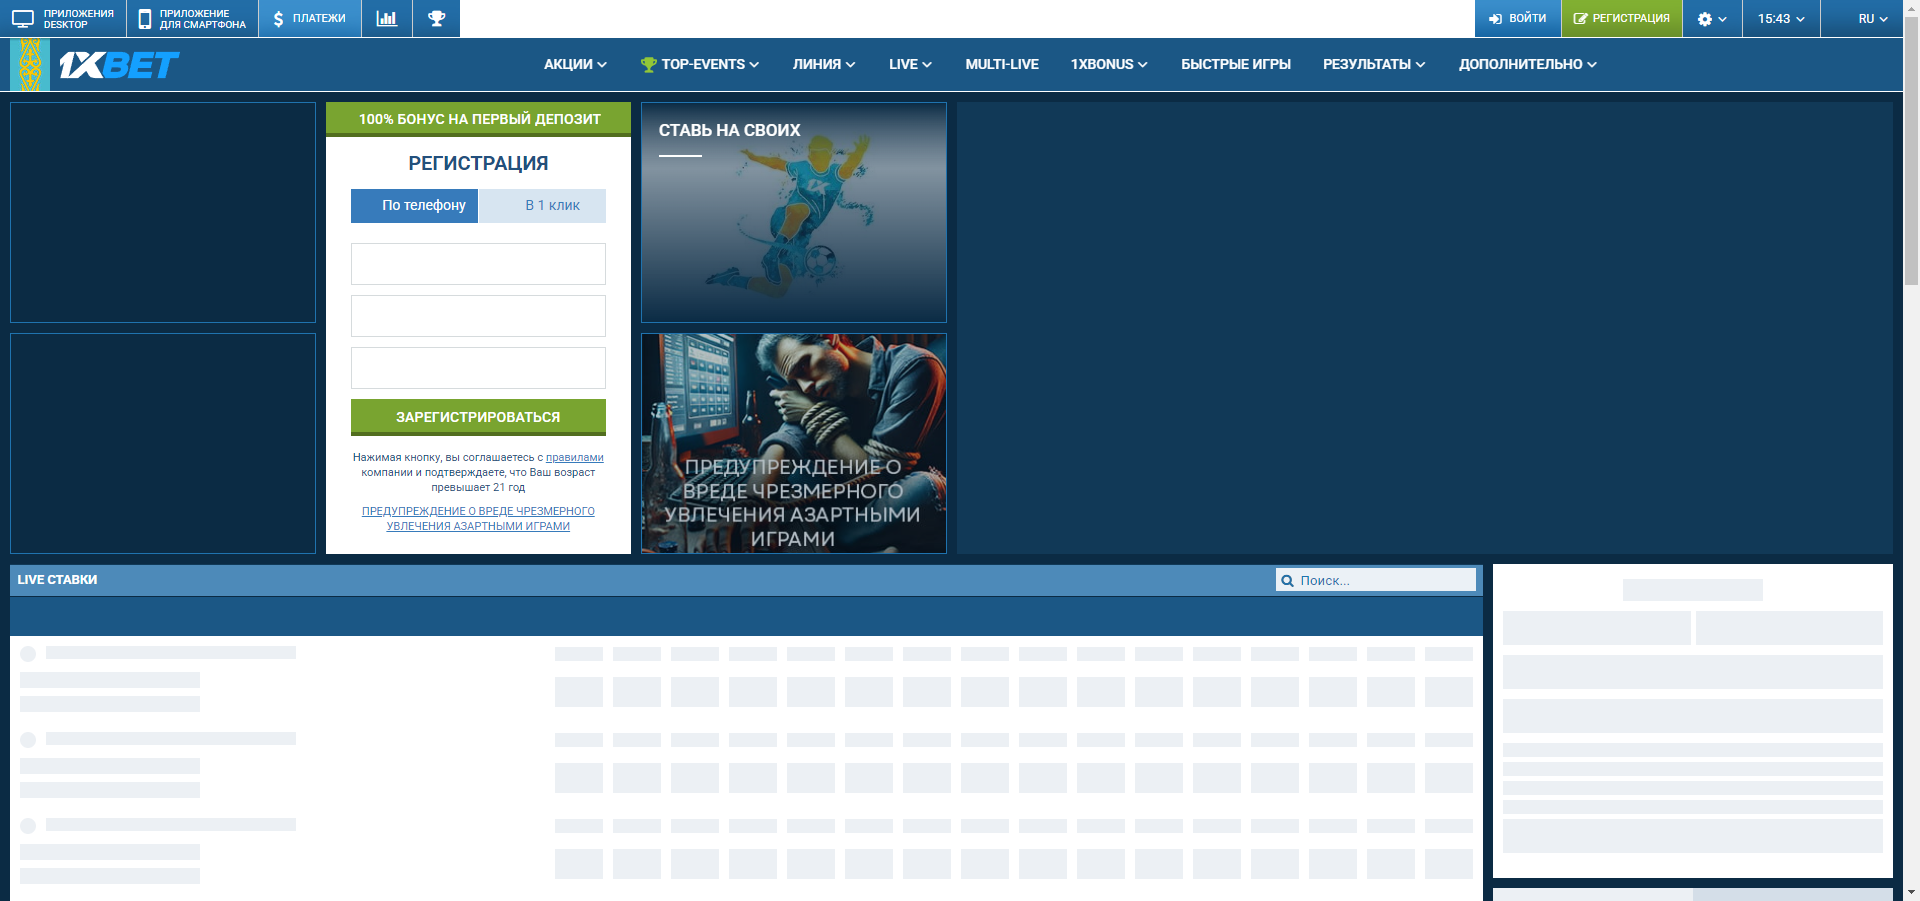 ПРИЛОЖЕНИЯ
DESKTOP
ПРИЛОЖЕНИЕ
ДЛЯ СМАРТФОНА
ПЛАТЕЖИ
ВОЙТИ
РЕГИСТРАЦИЯ
15:43
RU
1XBET
АКЦИИ
TOP-EVENTS
ЛИНИЯ
LIVE
MULTI-LIVE
1XBONUS
БЫСТРЫЕ ИГРЫ
РЕЗУЛЬТАТЫ
ДОПОЛНИТЕЛЬНО
100% БОНУС НА ПЕРВЫЙ ДЕПОЗИТ
РЕГИСТРАЦИЯ
По телефону
В 1 клик
ЗАРЕГИСТРИРОВАТЬСЯ
Нажимая кнопку, вы соглашаетесь с правилами
компании и подтверждаете, что Ваш возраст
превышает 21 год
ПРЕДУПРЕЖДЕНИЕ О ВРЕДЕ ЧРЕЗМЕРНОГО
УВЛЕЧЕНИЯ АЗАРТНЫМИ ИГРАМИ
СТАВЬ НА СВОИХ
1X
ПРЕДУПРЕЖДЕНИЕ О
ВРЕДЕ ЧРЕЗМЕРНОГО
УВЛЕЧЕНИЯ АЗАРТНЫМИ
ИГРАМИ
LIVE СТАВКИ
Поиск...